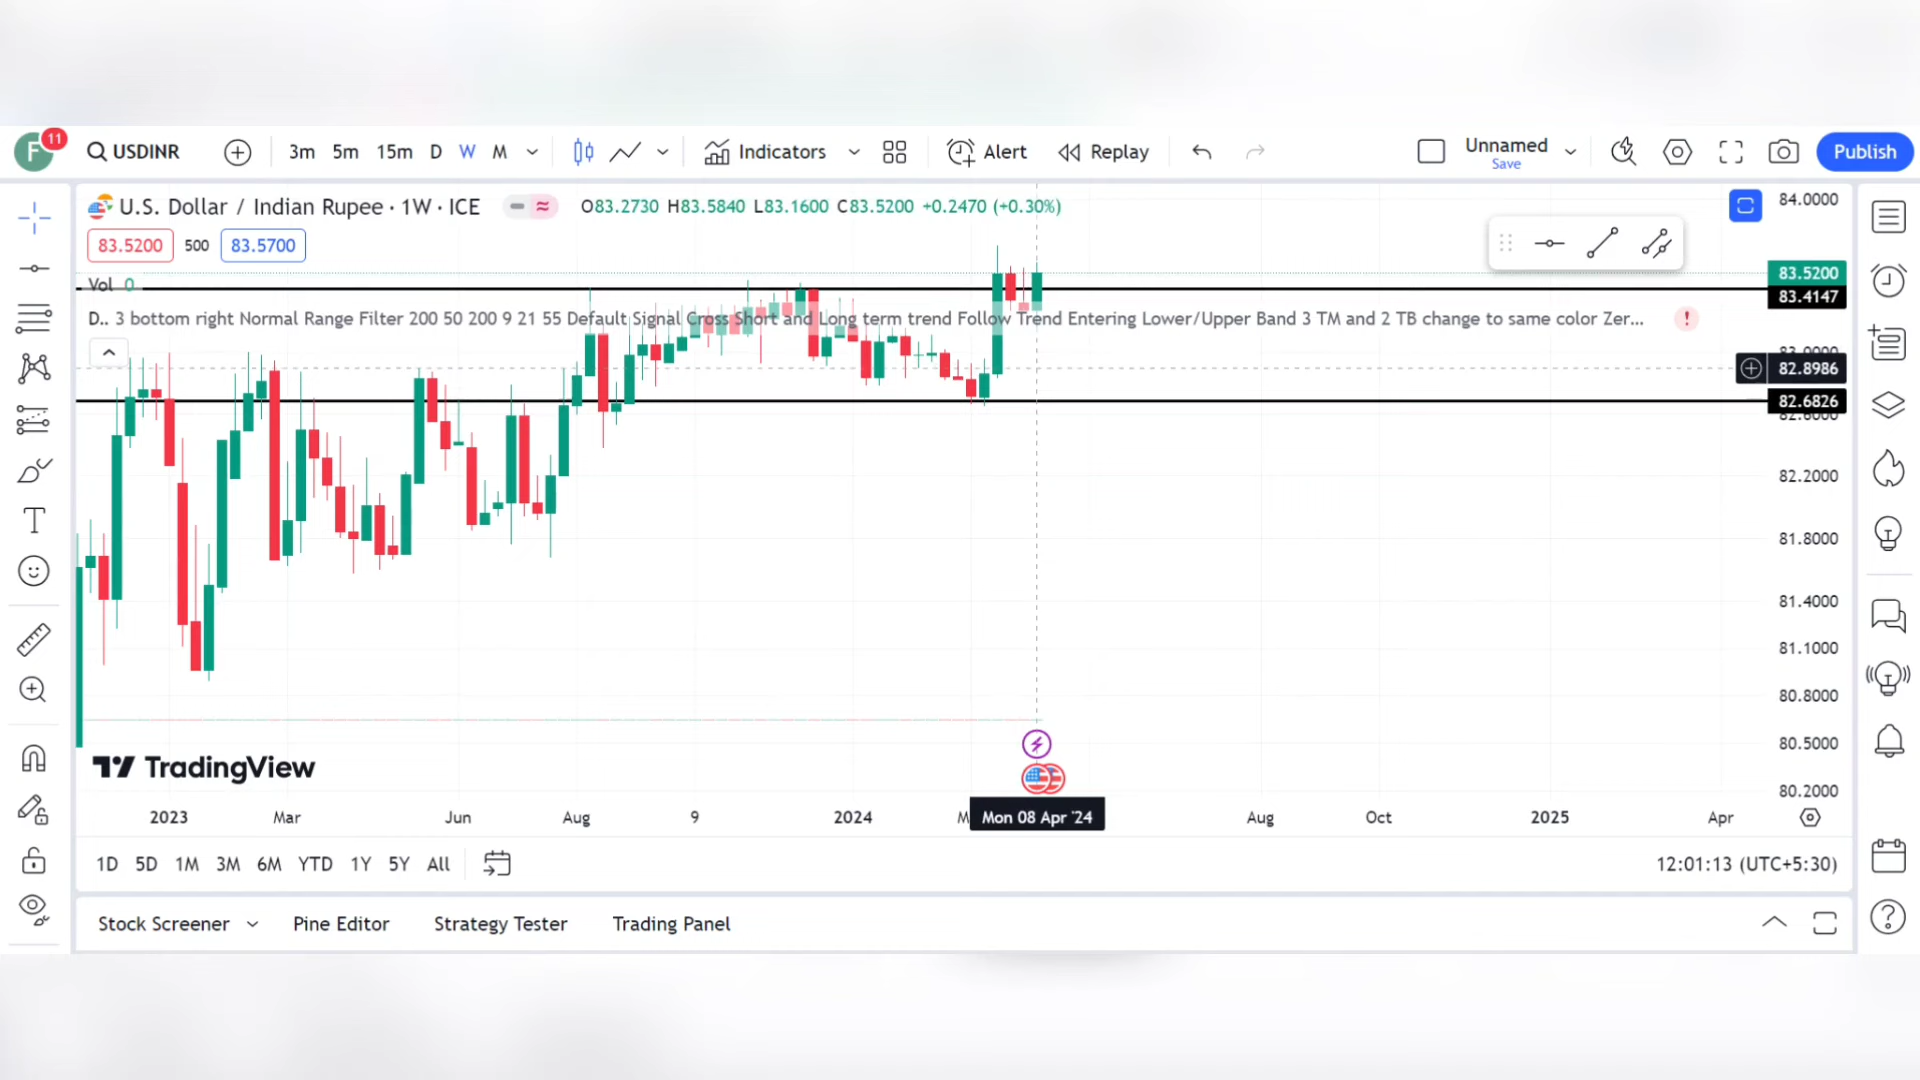 F 11 USDINR 3m 5m 15m D W M Indicators Alert Replay Unnamed Save Publish
U.S. Dollar / Indian Rupee · 1W · ICE O83.2730 H83.5840 L83.1600 C83.5200 +0.2470 (+0.30%)
84.0000
83.5200 500 83.5700
83.5200
Vol 0
83.4147
D.. 3 bottom right Normal Range Filter 200 50 200 9 21 55 Default Signal Cross Short and Long term trend Follow Trend Entering Lower/Upper Band 3 TM and 2 TB change to same color Zer... !
83.0000
82.8986
82.6826
82.6000
82.2000
81.8000
81.4000
81.1000
80.8000
80.5000
TradingView
80.2000
2023 Mar Jun Aug 9 2024 M Mon 08 Apr '24 Aug Oct 2025 Apr
1D 5D 1M 3M 6M YTD 1Y 5Y All 12:01:13 (UTC+5:30)
Stock Screener Pine Editor Strategy Tester Trading Panel